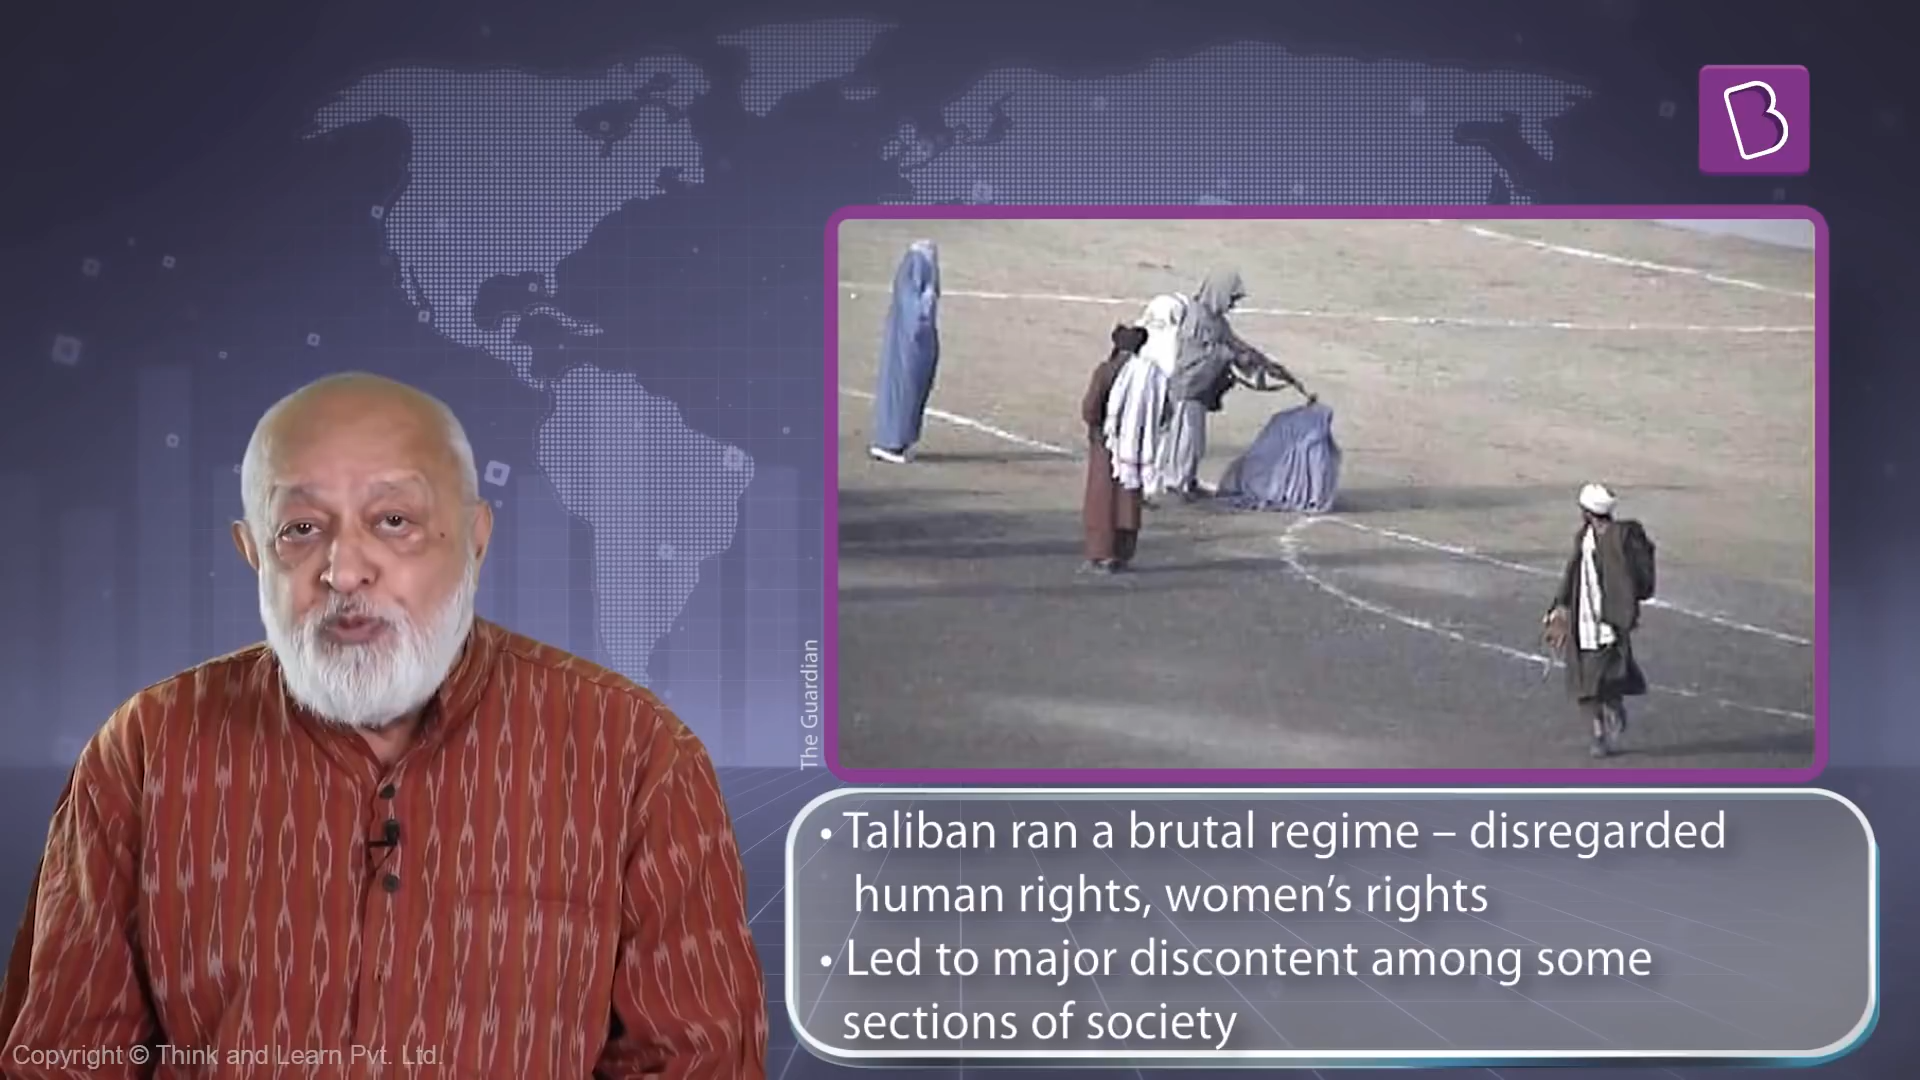 B
The Guardian
• Taliban ran a brutal regime – disregarded
human rights, women’s rights
• Led to major discontent among some
sections of society
Copyright © Think and Learn Pvt. Ltd.